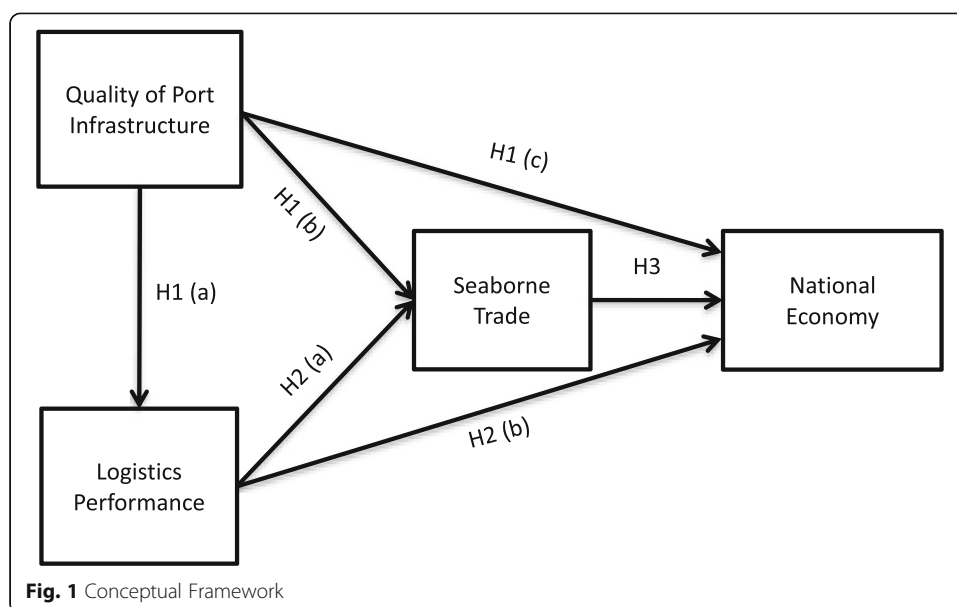 Quality of Port
Infrastructure
H1 (c)
H1 (b)
H1 (a)
Seaborne
Trade
H3
National
Economy
H2 (a)
H2 (b)
Logistics
Performance
Fig. 1 Conceptual Framework